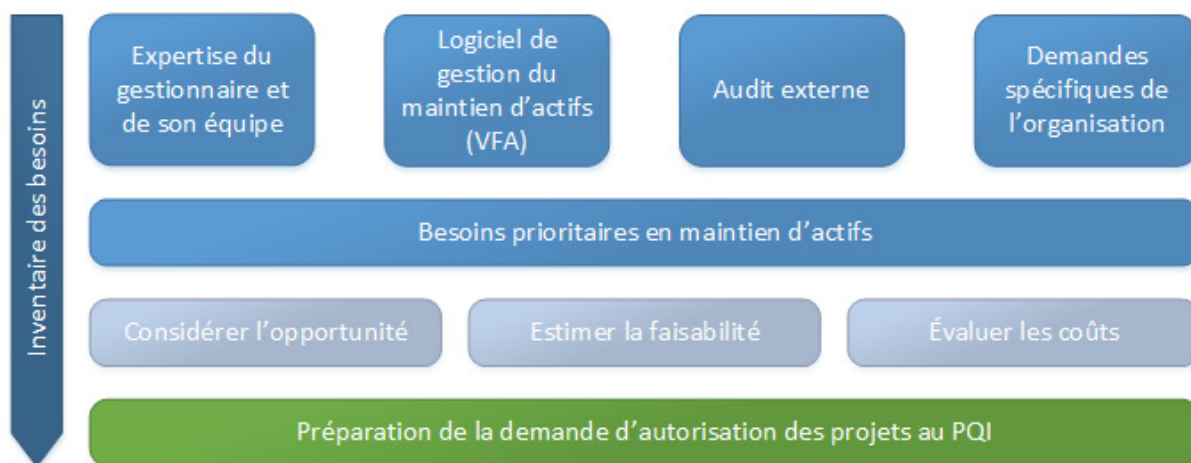 Inventaire des besoins
Expertise du
gestionnaire et
de son équipe
Logiciel de
gestion du
maintien d'actifs
(VFA)
Audit externe
Demandes
spécifiques de
l'organisation
Besoins prioritaires en maintien d'actifs
Considérer l'opportunité
Estimer la faisabilité
Évaluer les coûts
Préparation de la demande d'autorisation des projets au PQI